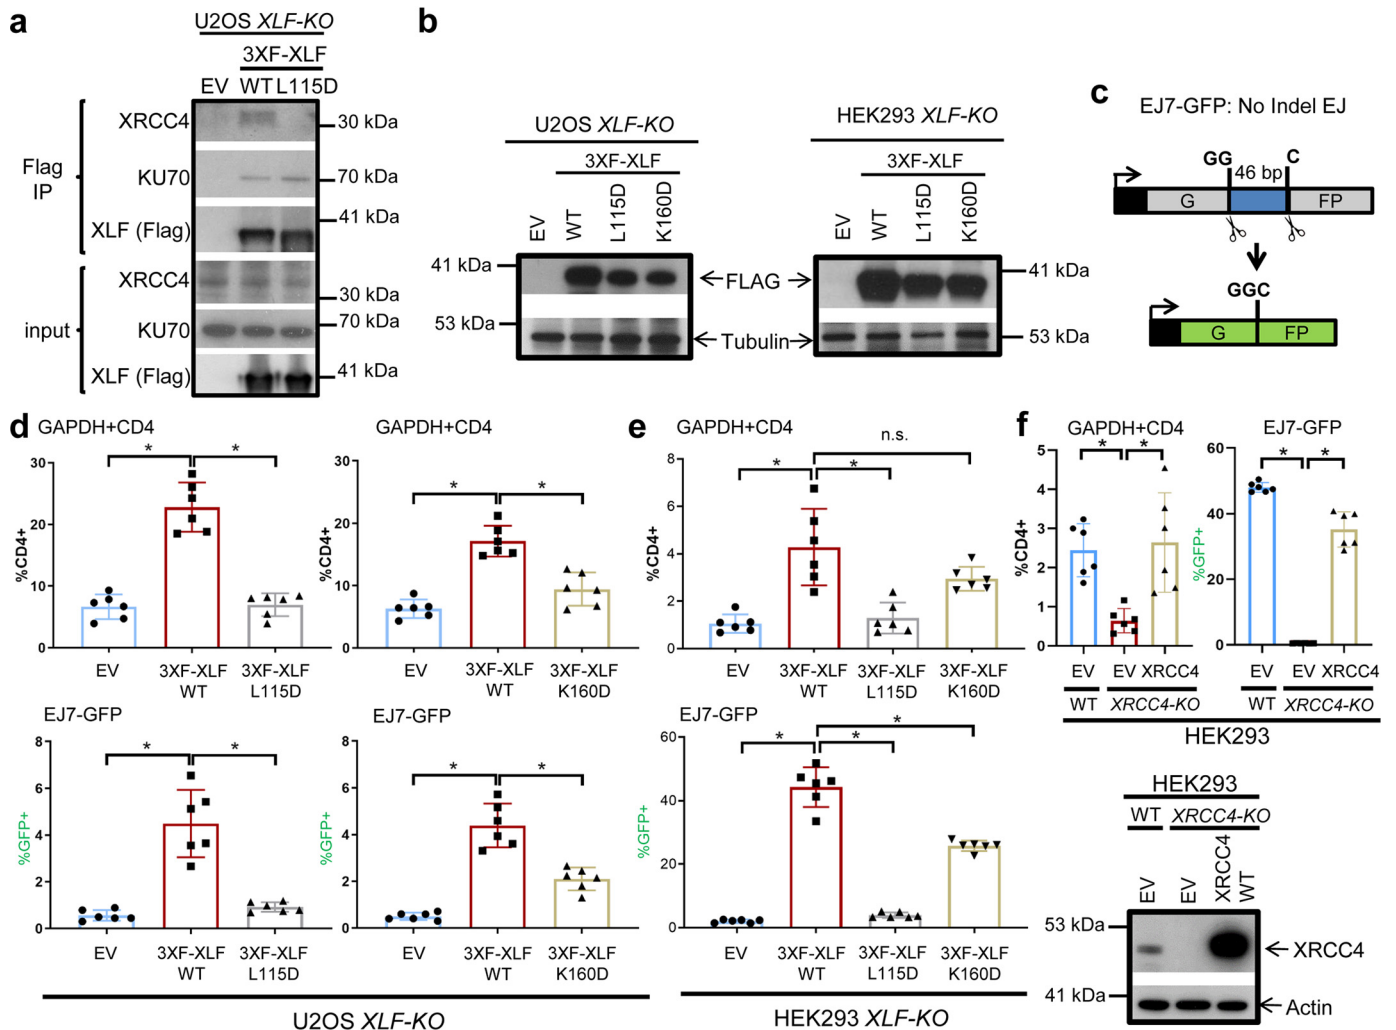 a
U2OS XLF-KO
3XF-XLF
EV WT L115D
Flag IP
XRCC4
30 kDa
KU70
70 kDa
XLF (Flag)
41 kDa
input
XRCC4
30 kDa
KU70
70 kDa
XLF (Flag)
41 kDa
b
U2OS XLF-KO
3XF-XLF
EV WT L115D K160D
41 kDa
53 kDa
FLAG
Tubulin
HEK293 XLF-KO
3XF-XLF
EV WT L115D K160D
41 kDa
53 kDa
c
EJ7-GFP: No Indel EJ
GG 46 bp C
G FP
GGC
G FP
d
GAPDH+CD4
%CD4+
30
20
10
0
* *
EV
3XF-XLF WT
3XF-XLF L115D
GAPDH+CD4
%CD4+
30
20
10
0
* *
EV
3XF-XLF WT
3XF-XLF K160D
EJ7-GFP
%GFP+
8
6
4
2
0
* *
EV
3XF-XLF WT
3XF-XLF L115D
EJ7-GFP
%GFP+
8
6
4
2
0
* *
EV
3XF-XLF WT
3XF-XLF K160D
U2OS XLF-KO
e
GAPDH+CD4
%CD4+
8
6
4
2
0
* * n.s.
EV
3XF-XLF WT
3XF-XLF L115D
3XF-XLF K160D
EJ7-GFP
%GFP+
60
40
20
0
* * *
EV
3XF-XLF WT
3XF-XLF L115D
3XF-XLF K160D
HEK293 XLF-KO
f
GAPDH+CD4
%CD4+
5
4
3
2
1
0
* *
EV EV XRCC4
WT XRCC4-KO
EJ7-GFP
%GFP+
60
40
20
0
* *
EV EV XRCC4
WT XRCC4-KO
HEK293
HEK293
WT XRCC4-KO
EV EV XRCC4 WT
53 kDa
XRCC4
41 kDa
Actin